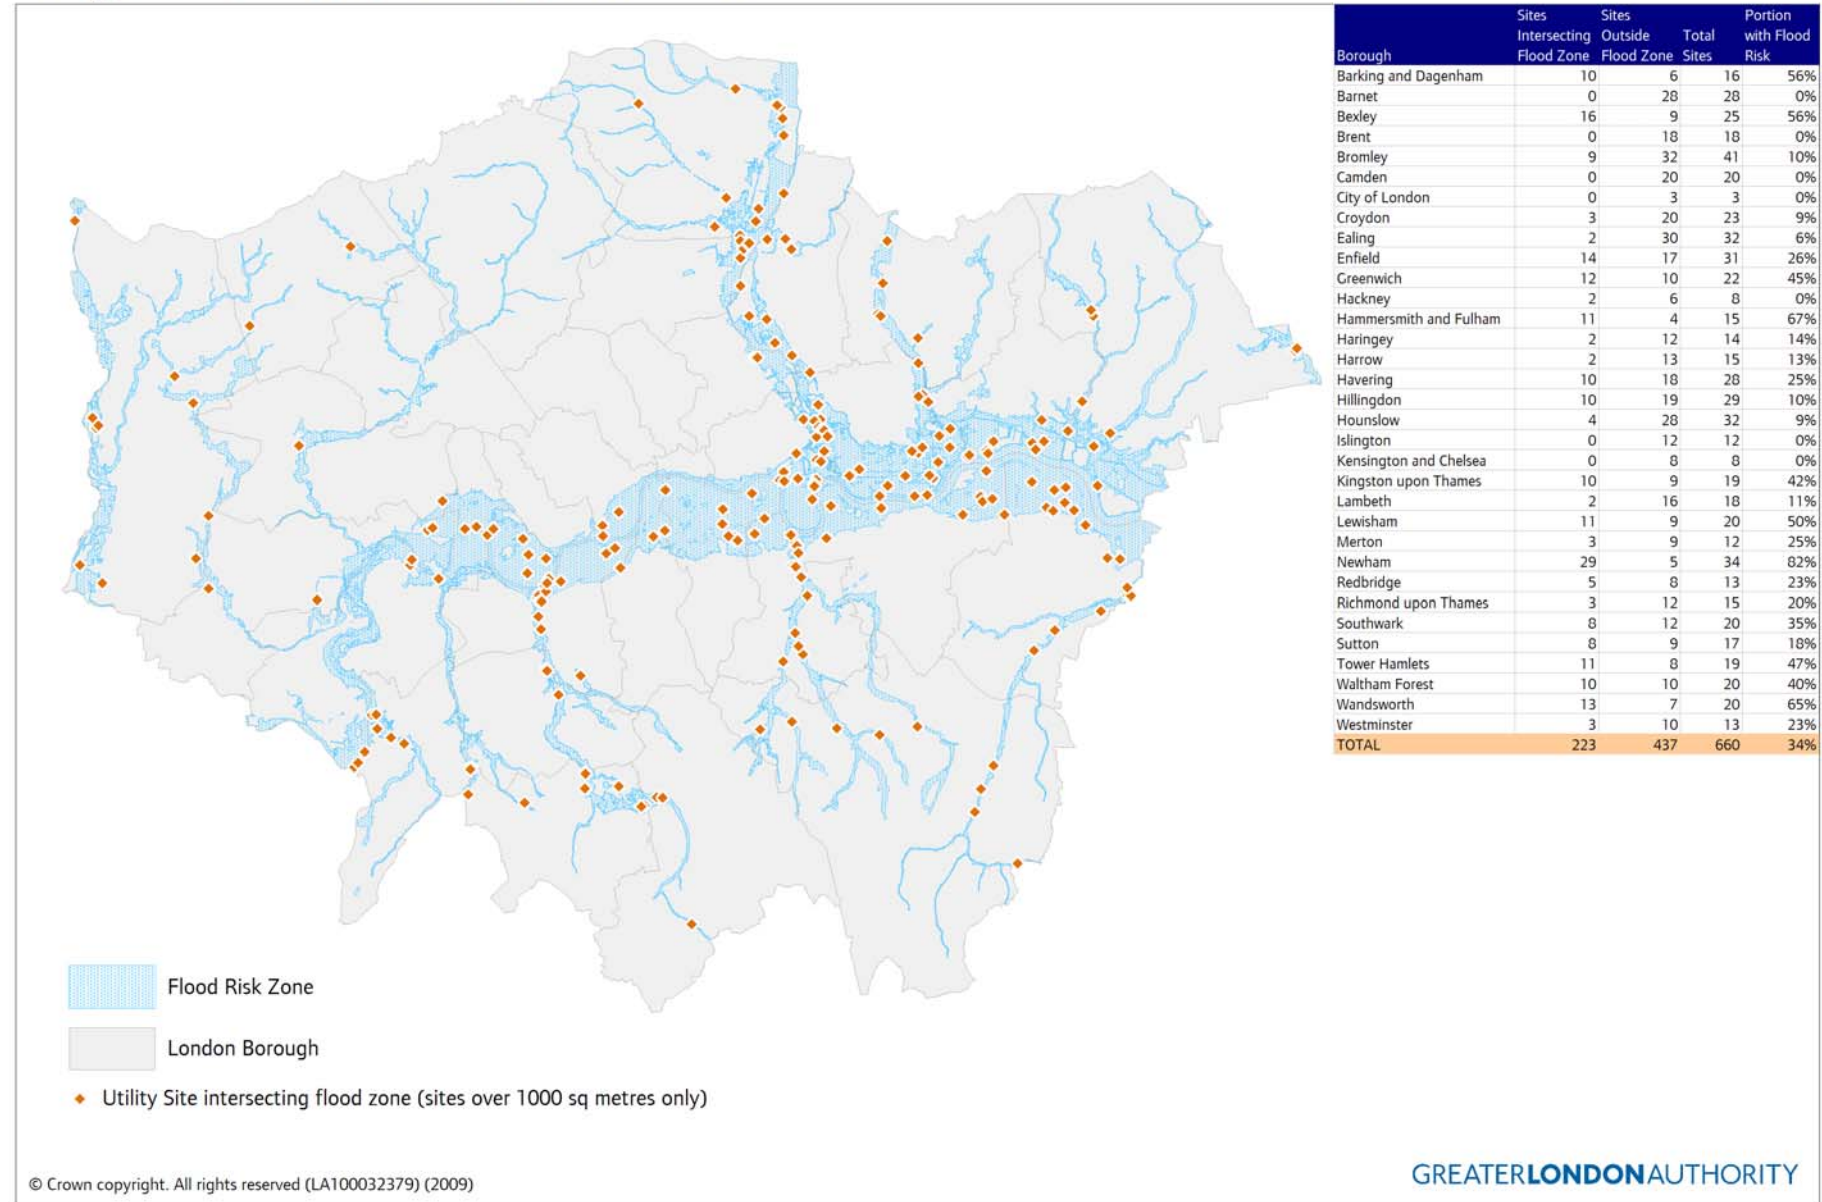 Sites Sites Portion
Intersecting Outside Total with Flood
Borough Flood Zone Flood Zone Sites Risk
Barking and Dagenham 10 6 16 56%
Barnet 0 28 28 0%
Bexley 16 9 25 56%
Brent 0 18 18 0%
Bromley 9 32 41 10%
Camden 0 20 20 0%
City of London 0 3 3 0%
Croydon 3 20 23 9%
Ealing 2 30 32 6%
Enfield 14 17 31 26%
Greenwich 12 10 22 45%
Hackney 2 6 8 0%
Hammersmith and Fulham 11 4 15 67%
Haringey 2 12 14 14%
Harrow 2 13 15 13%
Havering 10 18 28 25%
Hillingdon 10 19 29 10%
Hounslow 4 28 32 9%
Islington 0 12 12 0%
Kensington and Chelsea 0 8 8 0%
Kingston upon Thames 10 9 19 42%
Lambeth 2 16 18 11%
Lewisham 11 9 20 50%
Merton 3 9 12 25%
Newham 29 5 34 82%
Redbridge 5 8 13 23%
Richmond upon Thames 3 12 15 20%
Southwark 8 12 20 35%
Sutton 8 9 17 18%
Tower Hamlets 11 8 19 47%
Waltham Forest 10 10 20 40%
Wandsworth 13 7 20 65%
Westminster 3 10 13 23%
TOTAL 223 437 660 34%
Flood Risk Zone
London Borough
Utility Site intersecting flood zone (sites over 1000 sq metres only)
© Crown copyright. All rights reserved (LA100032379) (2009)
GREATERLONDONAUTHORITY